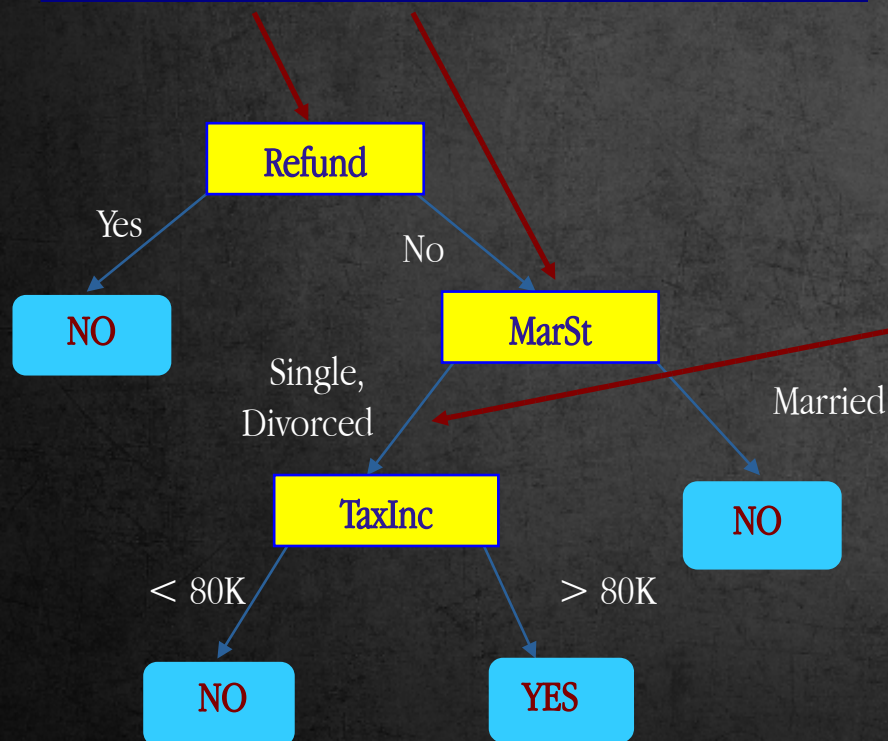 Refund
Yes
No
NO
MarSt
Single,
Divorced
Married
TaxInc
NO
< 80K
> 80K
NO
YES